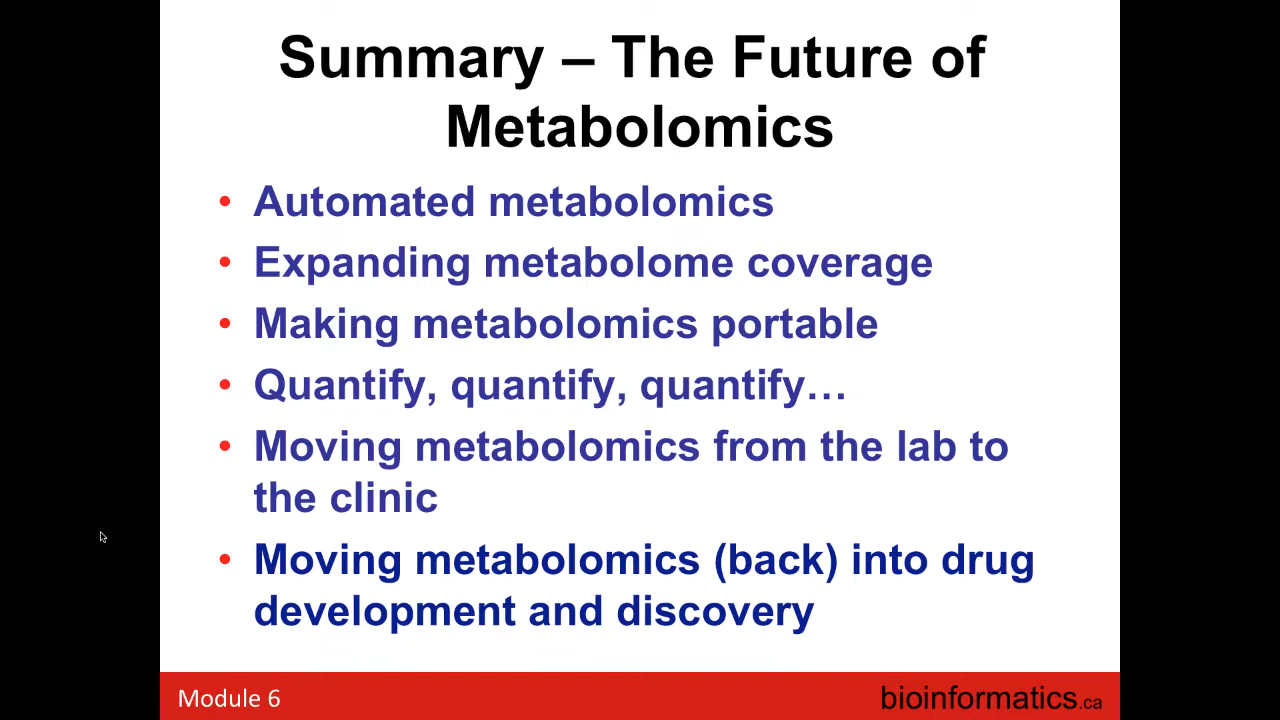 Summary – The Future of
Metabolomics
• Automated metabolomics
• Expanding metabolome coverage
• Making metabolomics portable
• Quantify, quantify, quantify…
• Moving metabolomics from the lab to
the clinic
• Moving metabolomics (back) into drug
development and discovery
Module 6
bioinformatics.ca